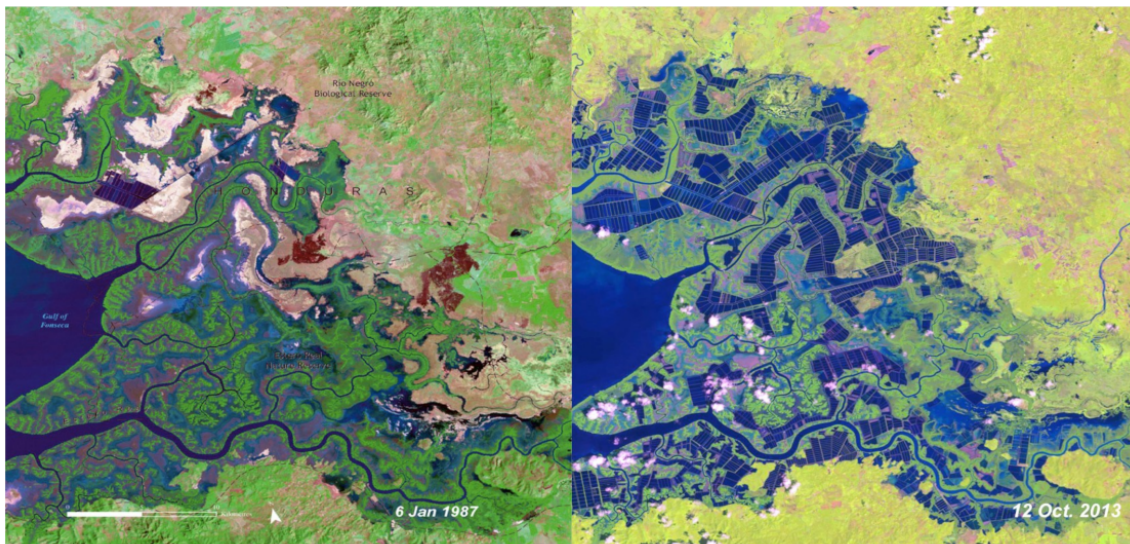 Rio Negro
Biological Reserve
H O N D U R A S
Gulf of
Fonseca
6 Jan 1987
12 Oct. 2013